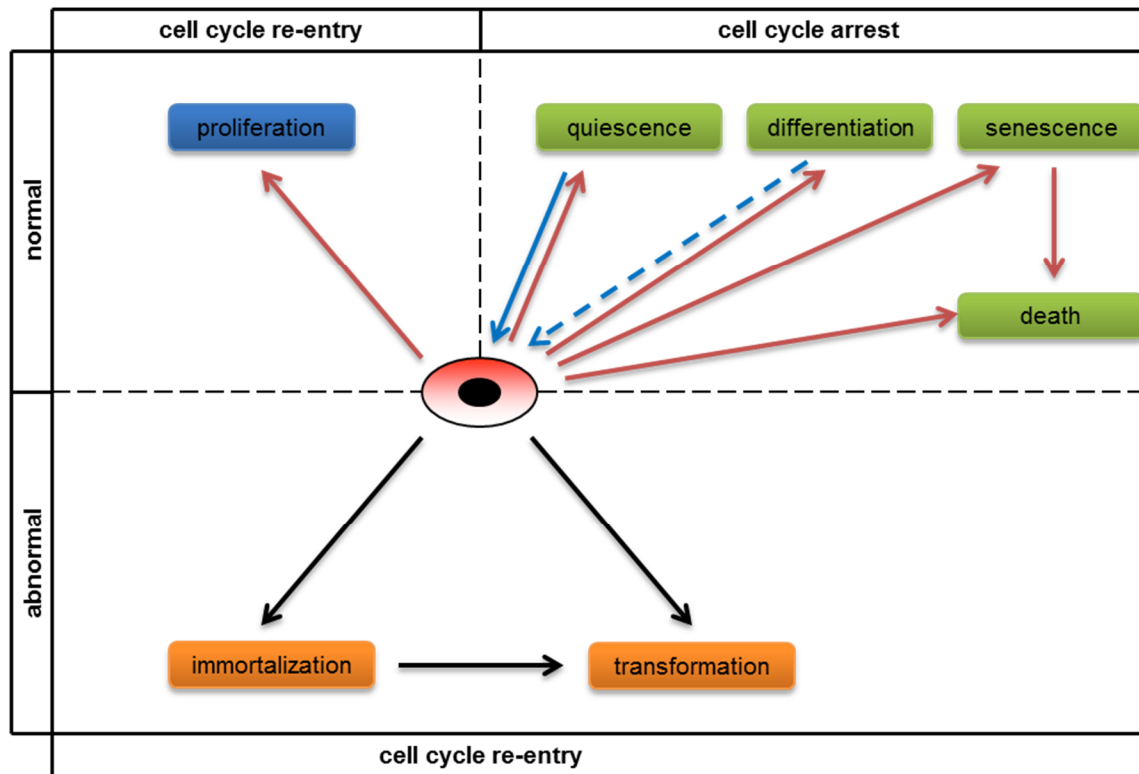 cell cycle re-entry
cell cycle arrest
normal
proliferation
quiescence
differentiation
senescence
death
abnormal
immortalization
transformation
cell cycle re-entry